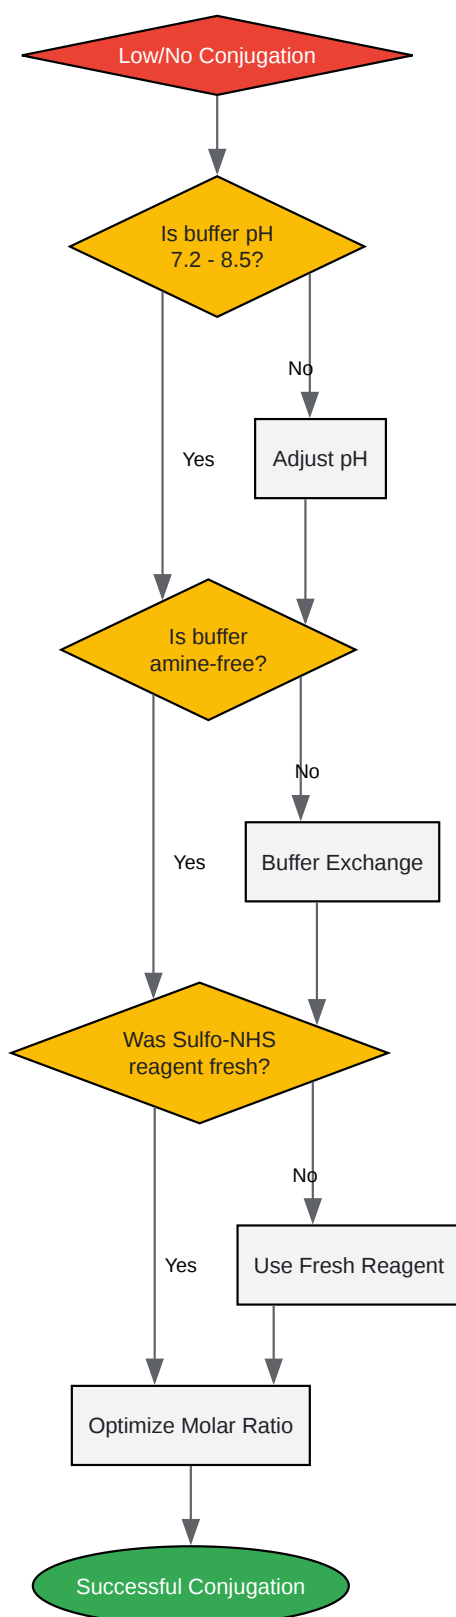 Low/No Conjugation
Is buffer pH
7.2 - 8.5?
No
Yes
Adjust pH
Is buffer
amine-free?
No
Yes
Buffer Exchange
Was Sulfo-NHS
reagent fresh?
No
Yes
Use Fresh Reagent
Optimize Molar Ratio
Successful Conjugation